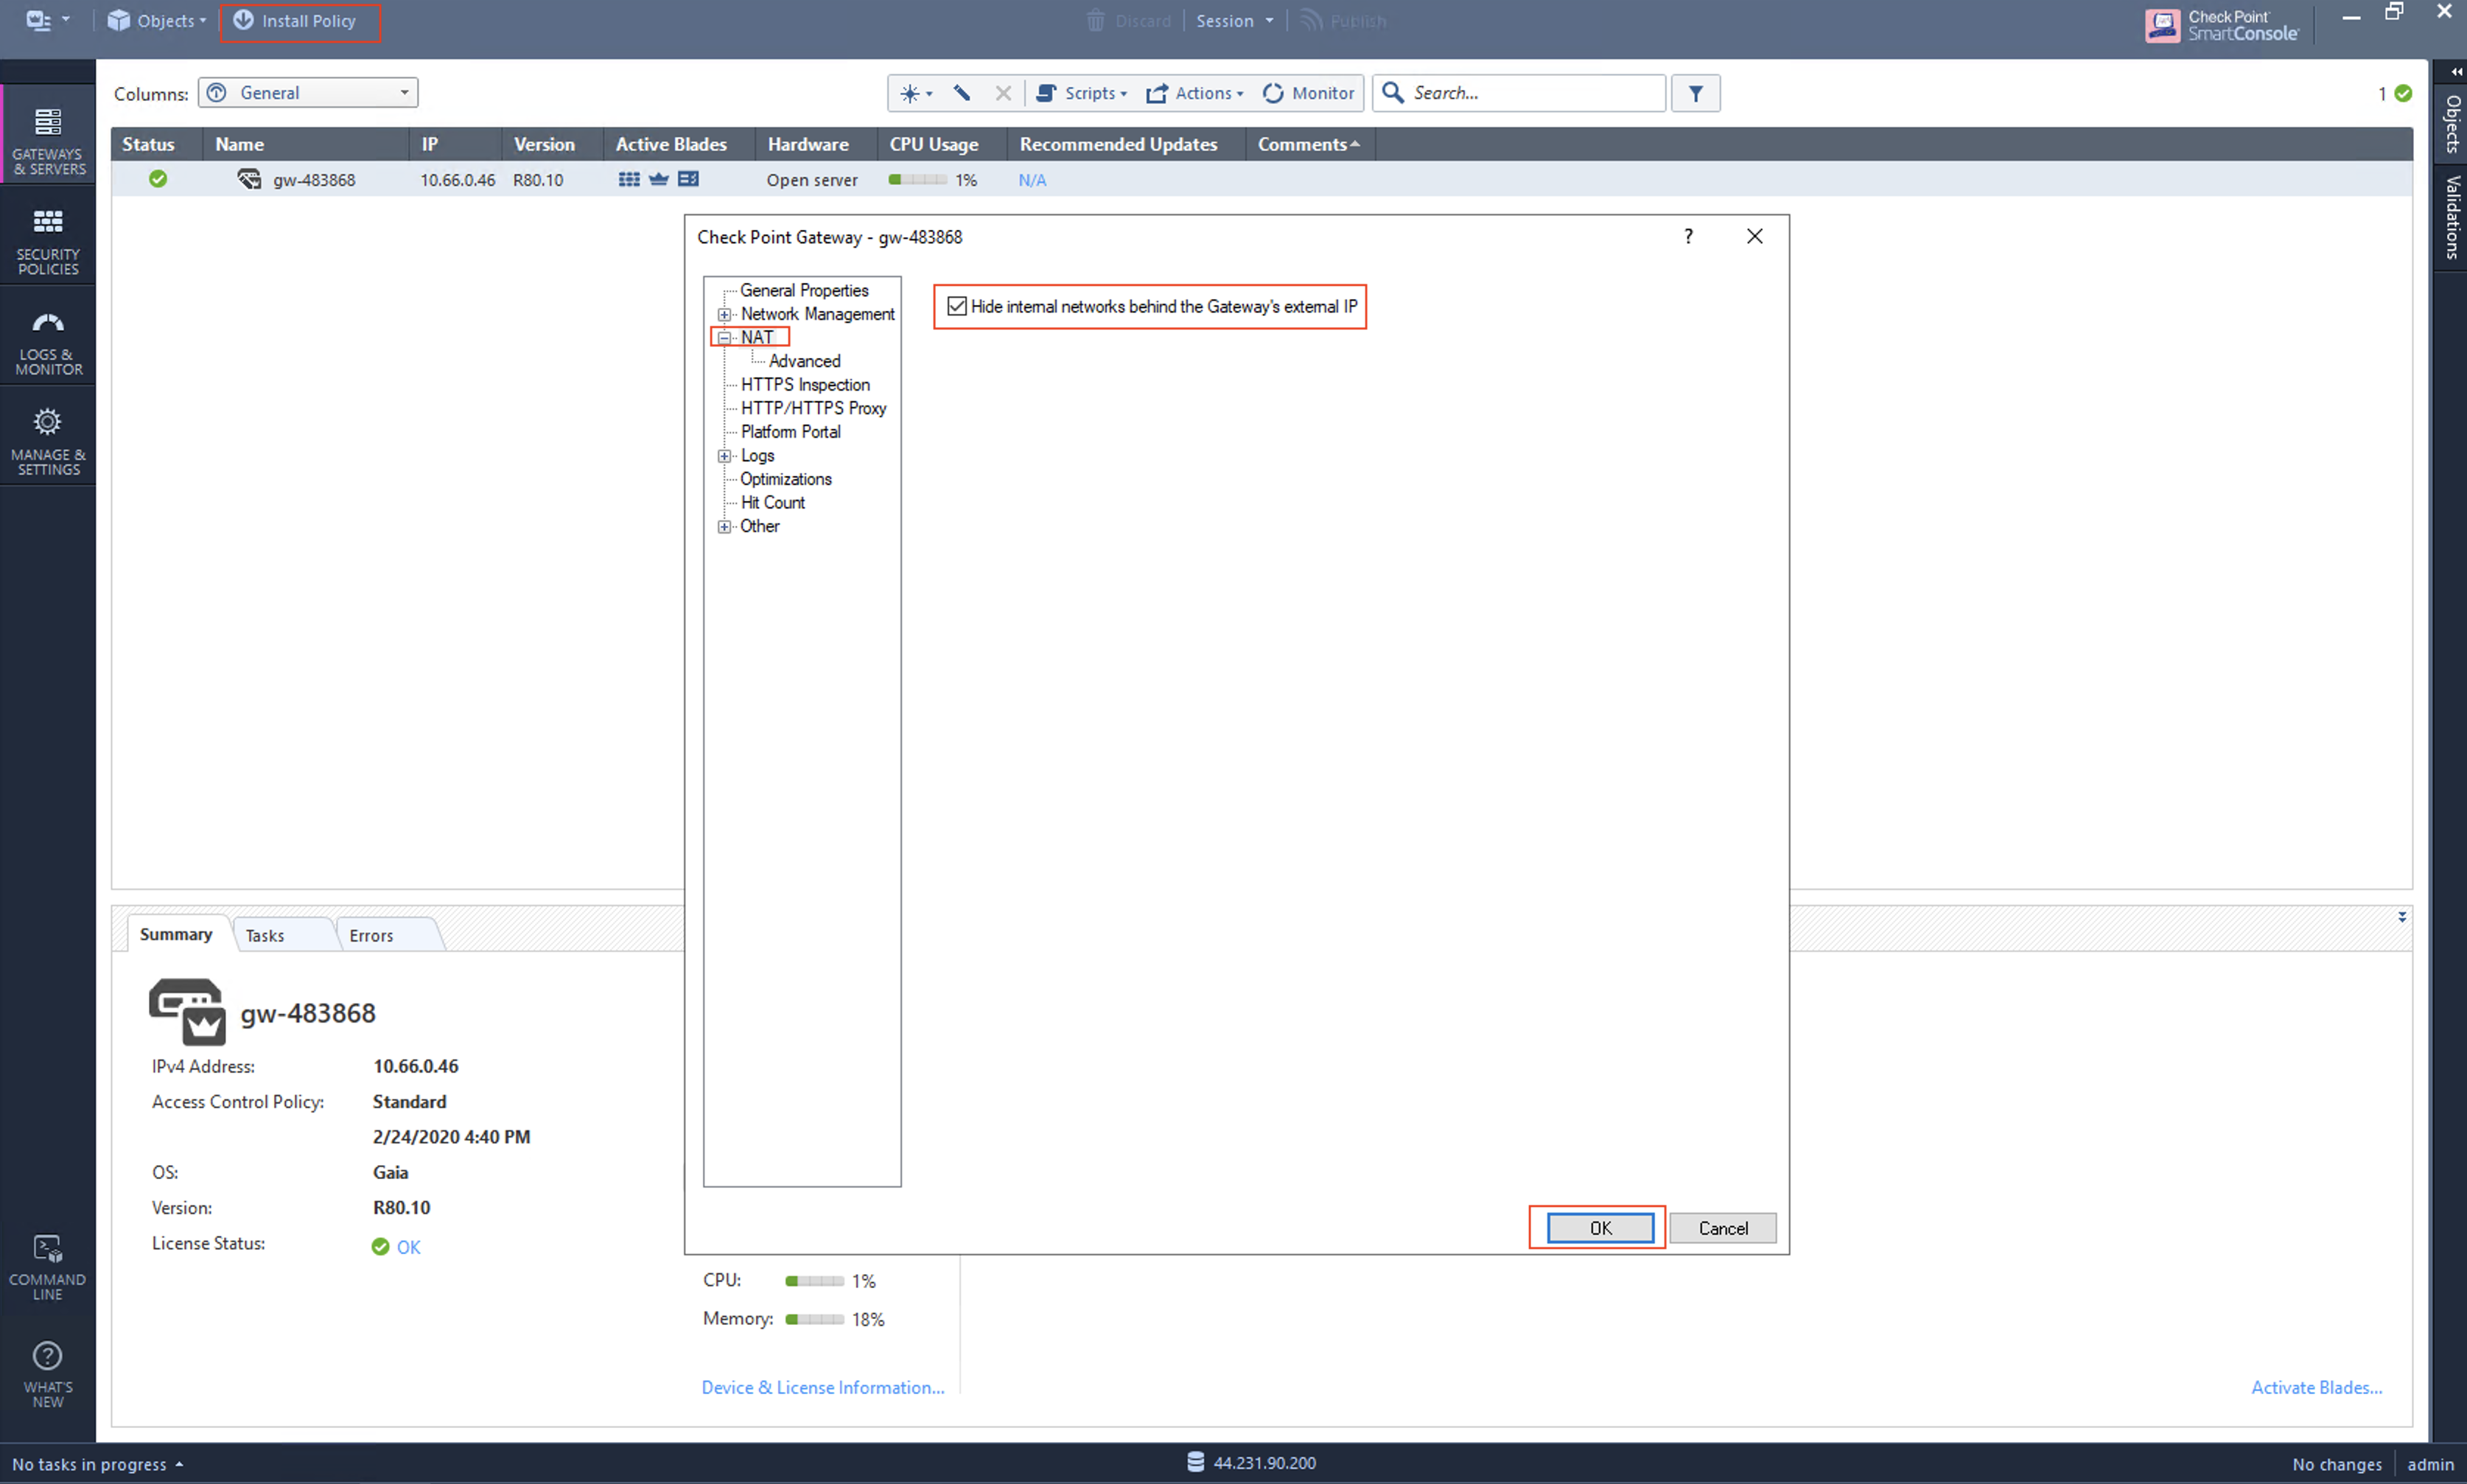 Objects
Install Policy
Discard
Session
Publish
Check Point
SmartConsole
Columns:
General
Scripts
Actions
Monitor
Search...
1
Status
Name
IP
Version
Active Blades
Hardware
CPU Usage
Recommended Updates
Comments
gw-483868
10.66.0.46
R80.10
Open server
1%
N/A
GATEWAYS
& SERVERS
SECURITY
POLICIES
LOGS &
MONITOR
MANAGE &
SETTINGS
COMMAND
LINE
WHAT'S
NEW
Objects
Validations
Check Point Gateway - gw-483868
?
General Properties
Network Management
NAT
Advanced
HTTPS Inspection
HTTP/HTTPS Proxy
Platform Portal
Logs
Optimizations
Hit Count
Other
Hide internal networks behind the Gateway's external IP
OK
Cancel
Summary
Tasks
Errors
gw-483868
IPv4 Address:
10.66.0.46
Access Control Policy:
Standard
2/24/2020 4:40 PM
OS:
Gaia
Version:
R80.10
License Status:
OK
CPU:
1%
Memory:
18%
Device & License Information...
Activate Blades...
No tasks in progress
44.231.90.200
No changes
admin